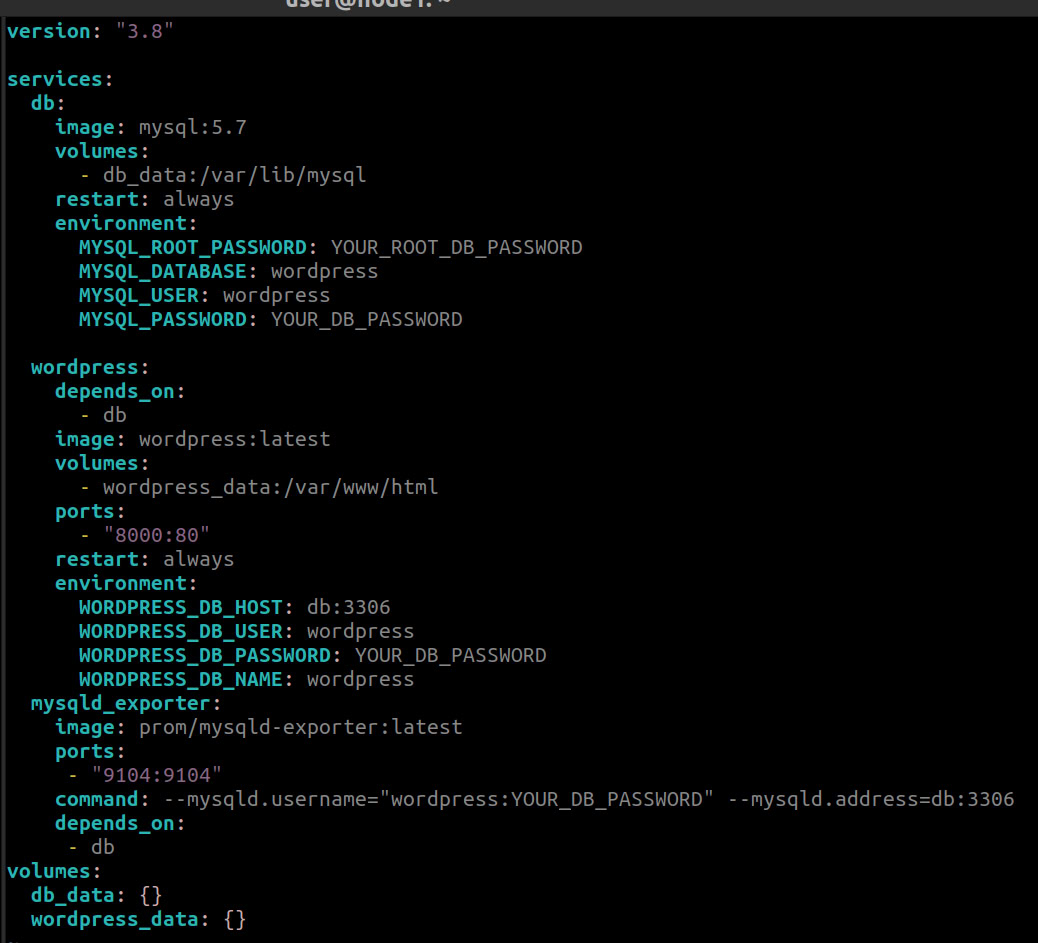 user@node1: ~
version: "3.8"

services:
  db:
    image: mysql:5.7
    volumes:
      - db_data:/var/lib/mysql
    restart: always
    environment:
      MYSQL_ROOT_PASSWORD: YOUR_ROOT_DB_PASSWORD
      MYSQL_DATABASE: wordpress
      MYSQL_USER: wordpress
      MYSQL_PASSWORD: YOUR_DB_PASSWORD

  wordpress:
    depends_on:
      - db
    image: wordpress:latest
    volumes:
      - wordpress_data:/var/www/html
    ports:
      - "8000:80"
    restart: always
    environment:
      WORDPRESS_DB_HOST: db:3306
      WORDPRESS_DB_USER: wordpress
      WORDPRESS_DB_PASSWORD: YOUR_DB_PASSWORD
      WORDPRESS_DB_NAME: wordpress
  mysqld_exporter:
    image: prom/mysqld-exporter:latest
    ports:
     - "9104:9104"
    command: --mysqld.username="wordpress:YOUR_DB_PASSWORD" --mysqld.address=db:3306
    depends_on:
     - db
volumes:
  db_data: {}
  wordpress_data: {}